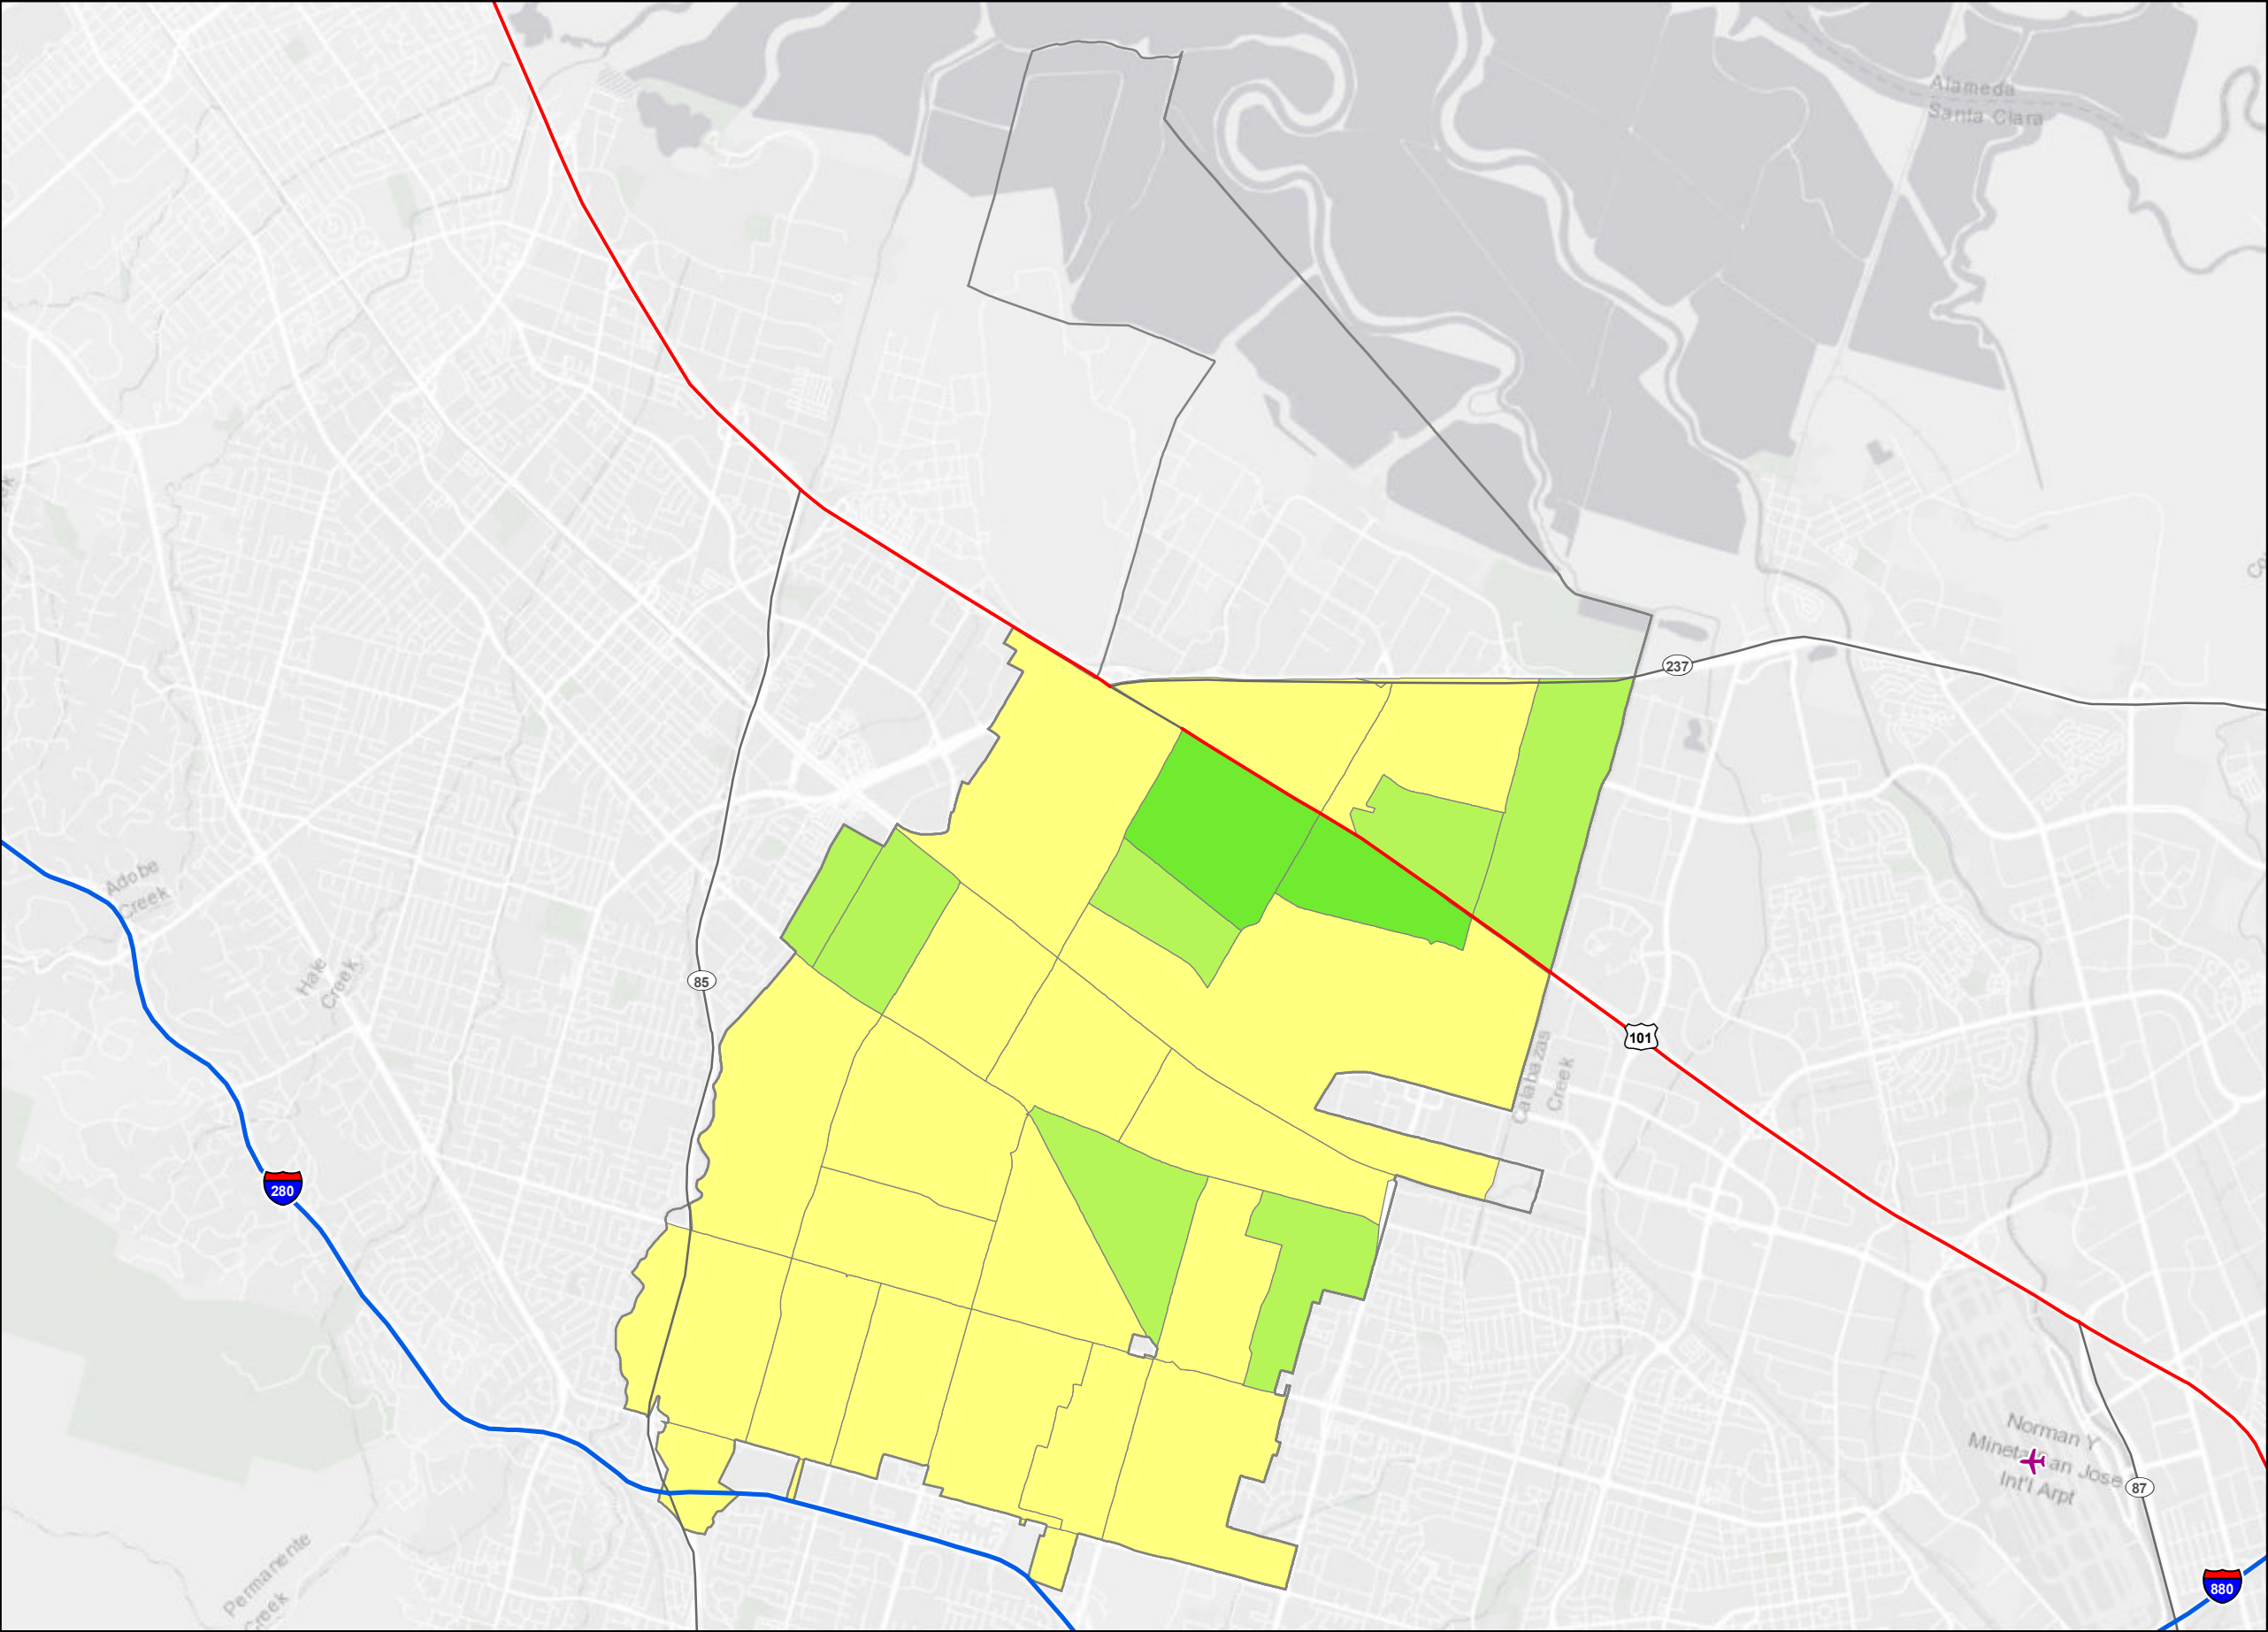 Alameda
Santa Clara
237
Adobe
Creek
Hale
Creek
85
101
Calabazas
Creek
280
Norman Y
Mineta San Jose
Int'l Arpt
87
Permanente
Creek
880